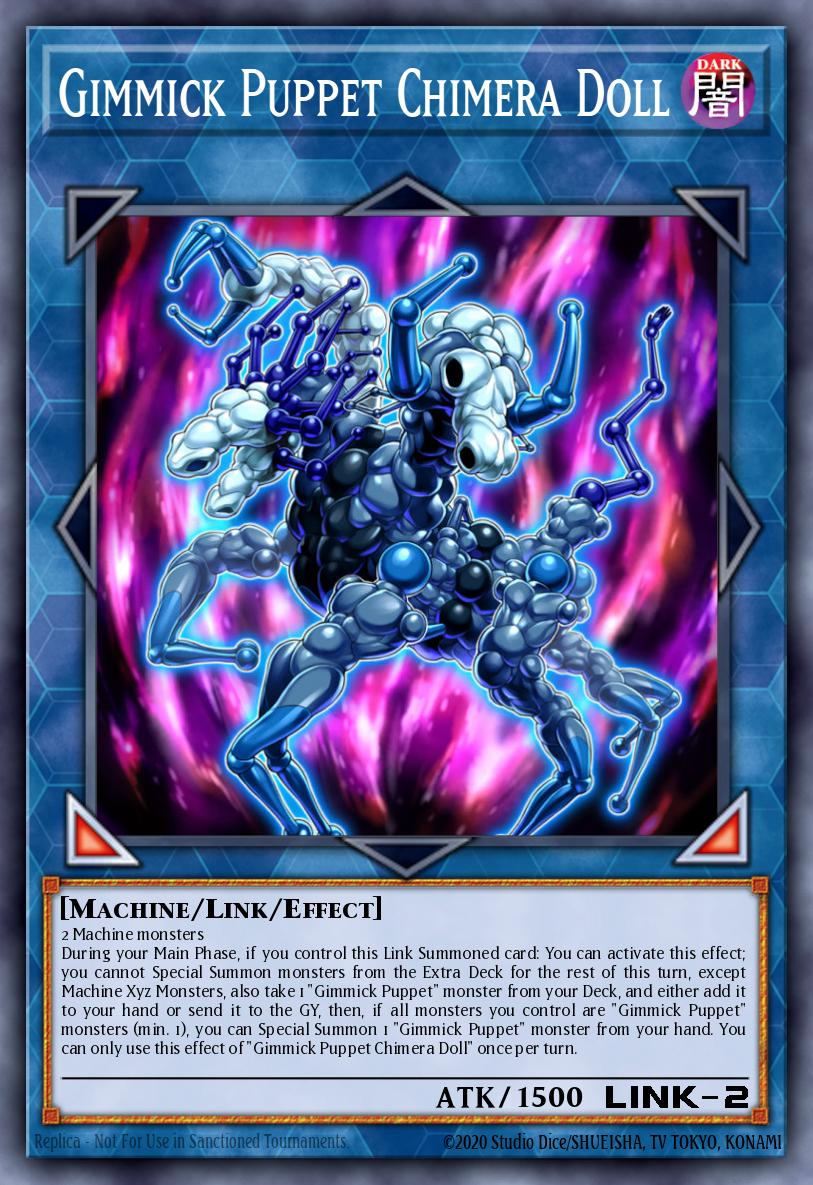 GIMMICK PUPPET CHIMERA DOLL
DARK
闇
[MACHINE/LINK/EFFECT]
2 Machine monsters
During your Main Phase, if you control this Link Summoned card: You can activate this effect;
you cannot Special Summon monsters from the Extra Deck for the rest of this turn, except
Machine Xyz Monsters, also take 1 "Gimmick Puppet" monster from your Deck, and either add it
to your hand or send it to the GY, then, if all monsters you control are "Gimmick Puppet"
monsters (min. 1), you can Special Summon 1 "Gimmick Puppet" monster from your hand. You
can only use this effect of "Gimmick Puppet Chimera Doll" once per turn.
ATK/1500 LINK-2
Replica - Not For Use in Sanctioned Tournaments.
©2020 Studio Dice/SHUEISHA, TV TOKYO, KONAMI